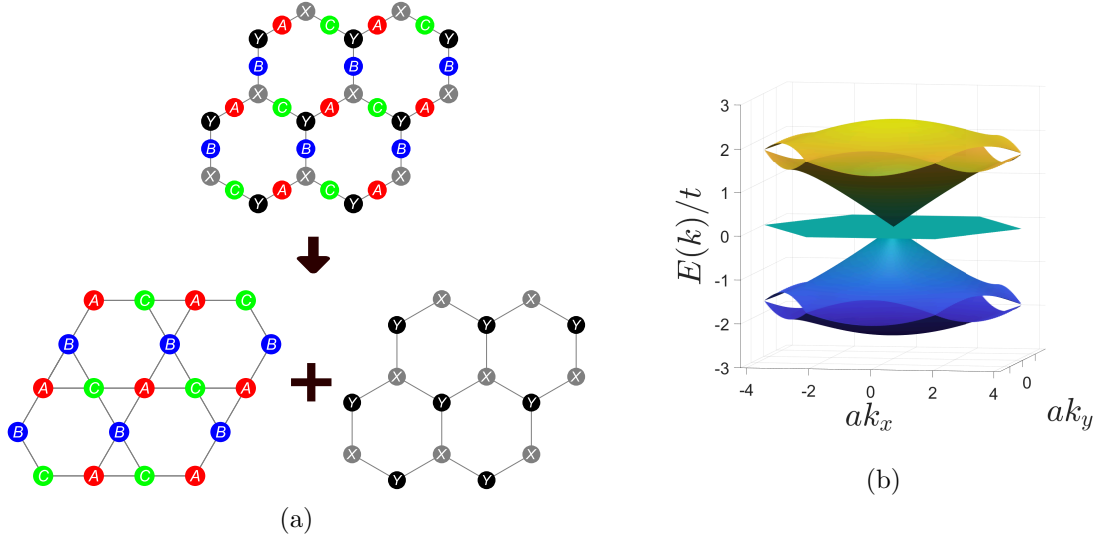 X X
A C A C
Y Y Y
B B B
X X X
A C A C A
Y Y Y
B B B
X X X
C A C A
Y Y
A C A C
B B B
A C A C A
B B B
C A C A
X X
Y Y Y
X X X
Y Y Y
X X X
Y Y
(a)
E(k)/t
3
2
1
0
-1
-2
-3
-4 -2 0 2 4
0
ak_x
ak_y
(b)